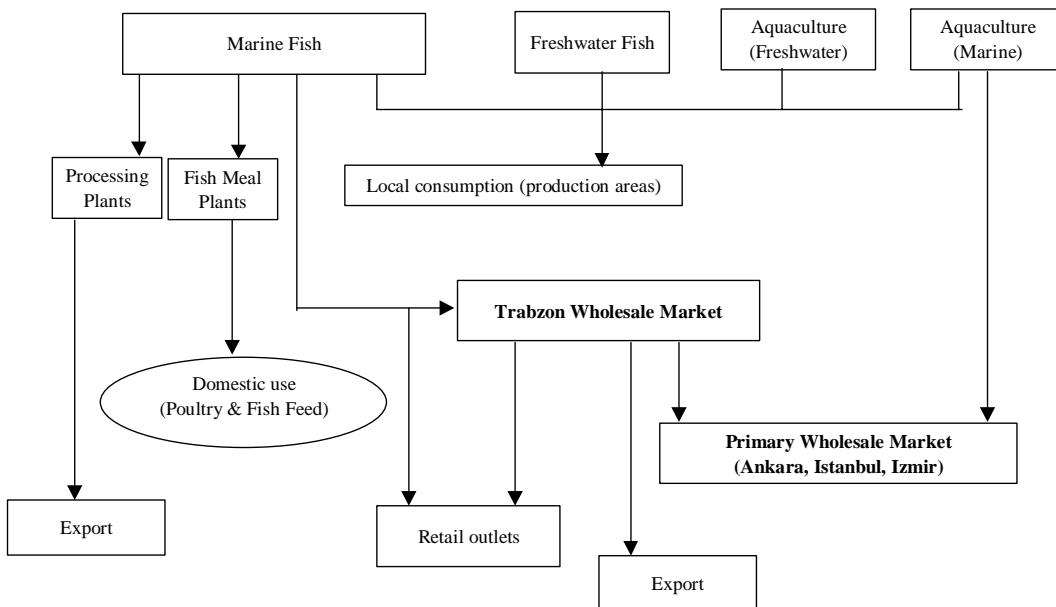 Marine Fish
Freshwater Fish
Aquaculture
(Freshwater)
Aquaculture
(Marine)
Processing
Plants
Fish Meal
Plants
Local consumption (production areas)
Trabzon Wholesale Market
Domestic use
(Poultry & Fish Feed)
Primary Wholesale Market
(Ankara, Istanbul, Izmir)
Export
Retail outlets
Export